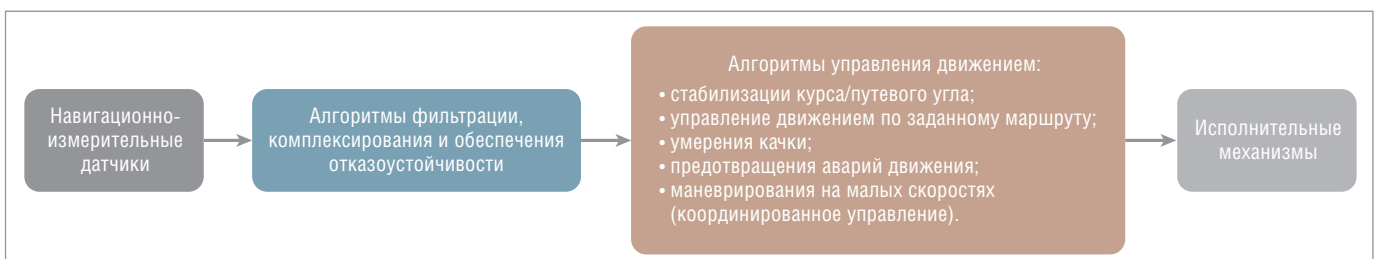 Навигационно-
измерительные
датчики
Алгоритмы фильтрации,
комплексирования и обеспечения
отказоустойчивости
Алгоритмы управления движением:
• стабилизации курса/путевого угла;
• управление движением по заданному маршруту;
• умерения качки;
• предотвращения аварий движения;
• маневрирования на малых скоростях
(координированное управление).
Исполнительные
механизмы